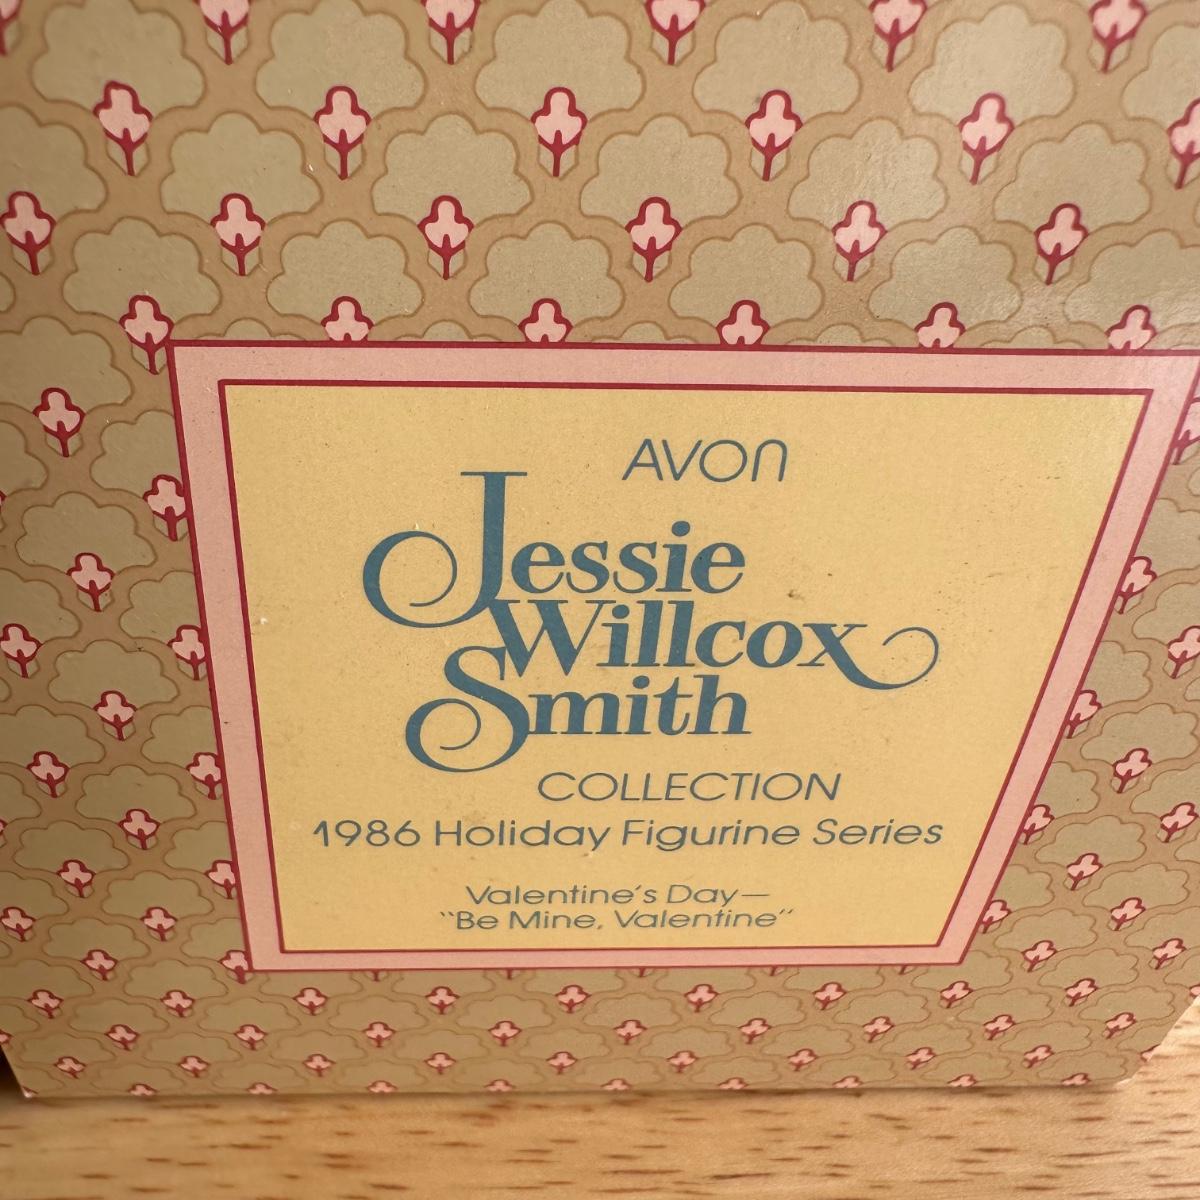 AVON
Jessie
Willcox
Smith
COLLECTION
1986 Holiday Figurine Series
Valentine's Day—
"Be Mine, Valentine"